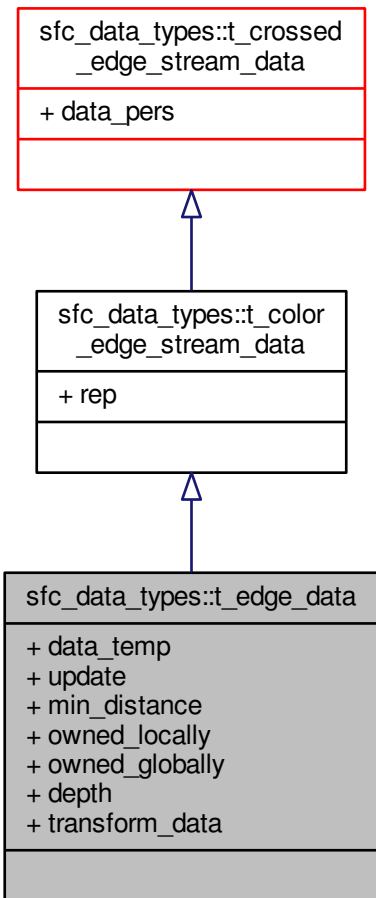 sfc_data_types::t_crossed
_edge_stream_data
+ data_pers
sfc_data_types::t_color
_edge_stream_data
+ rep
sfc_data_types::t_edge_data
+ data_temp
+ update
+ min_distance
+ owned_locally
+ owned_globally
+ depth
+ transform_data